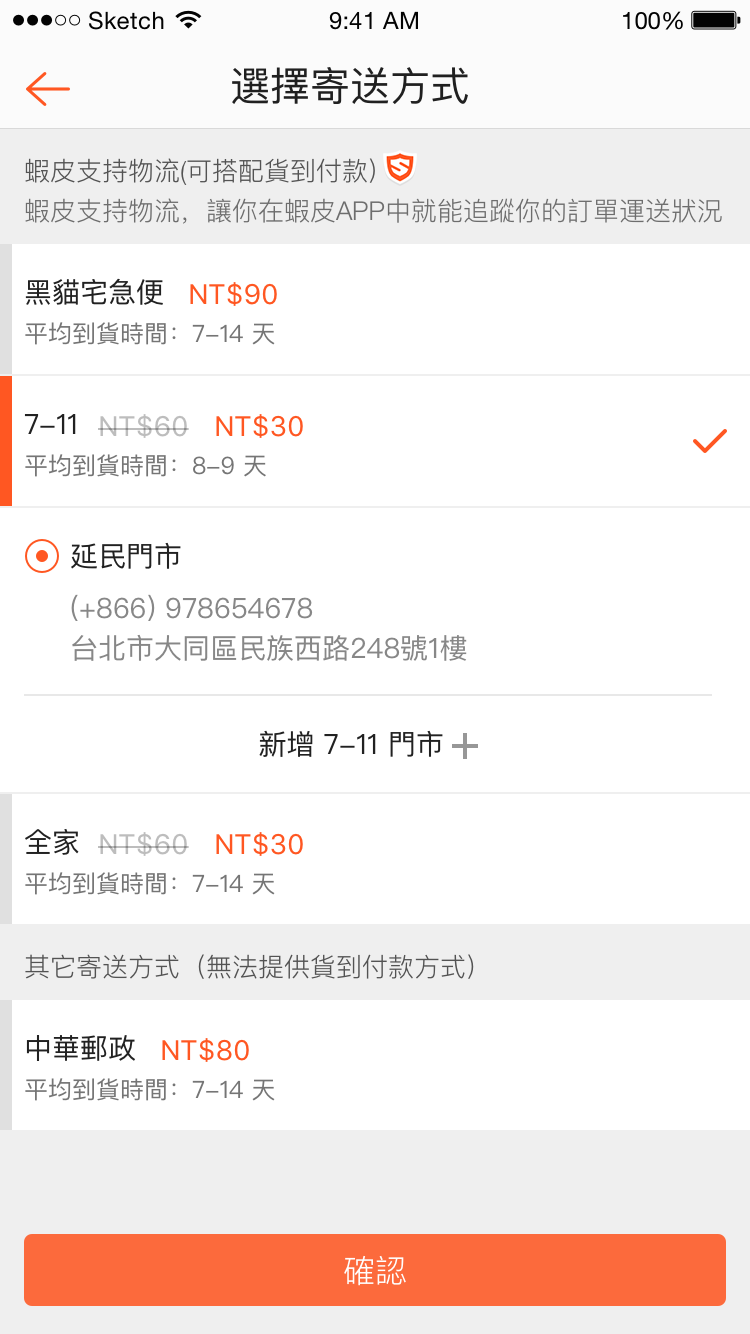 Sketch 9:41 AM 100%
選擇寄送方式
蝦皮支持物流(可搭配貨到付款)
蝦皮支持物流，讓你在蝦皮APP中就能追蹤你的訂單運送狀況
黑貓宅急便 NT$90
平均到貨時間：7–14 天
7–11 NT$60 NT$30
平均到貨時間：8–9 天
延民門市
(+866) 978654678
台北市大同區民族西路248號1樓
新增 7–11 門市
全家 NT$60 NT$30
平均到貨時間：7–14 天
其它寄送方式（無法提供貨到付款方式）
中華郵政 NT$80
平均到貨時間：7–14 天
確認